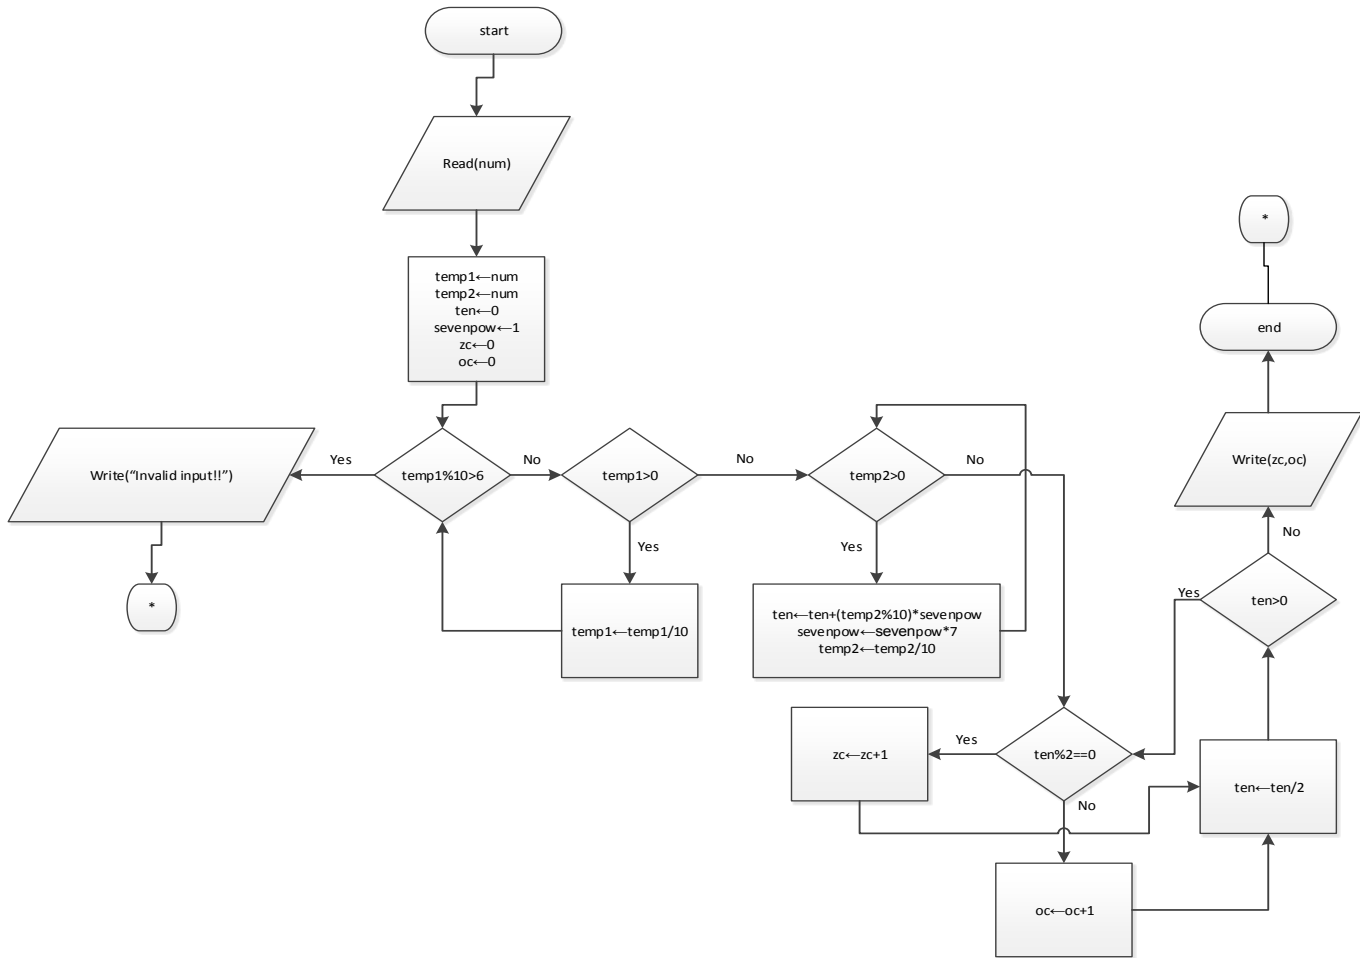 start
Read(num)
temp1←num
temp2←num
ten←0
sevenpow←1
zc←0
oc←0
temp1%10>6
Yes
No
Write(“Invalid input!!”)
*
temp1>0
Yes
No
temp1←temp1/10
temp2>0
Yes
No
ten←ten+(temp2%10)*sevenpow
sevenpow←sevenpow*7
temp2←temp2/10
ten%2==0
Yes
No
zc←zc+1
oc←oc+1
ten←ten/2
ten>0
Yes
No
Write(zc,oc)
end
*